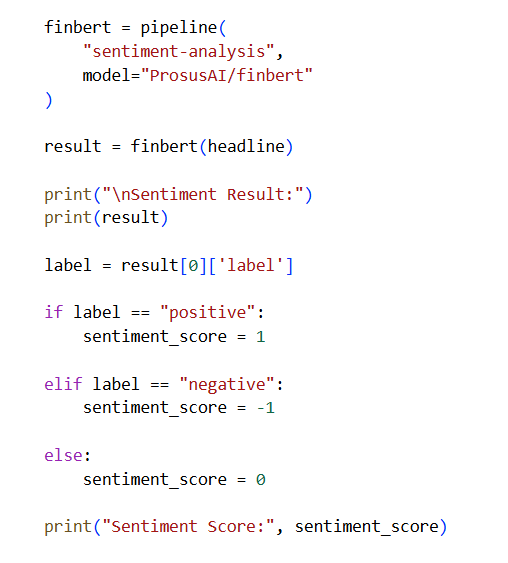 finbert = pipeline(
    "sentiment-analysis",
    model="ProsusAI/finbert"
)

result = finbert(headline)

print("\nSentiment Result:")
print(result)

label = result[0]['label']

if label == "positive":
    sentiment_score = 1

elif label == "negative":
    sentiment_score = -1

else:
    sentiment_score = 0

print("Sentiment Score:", sentiment_score)